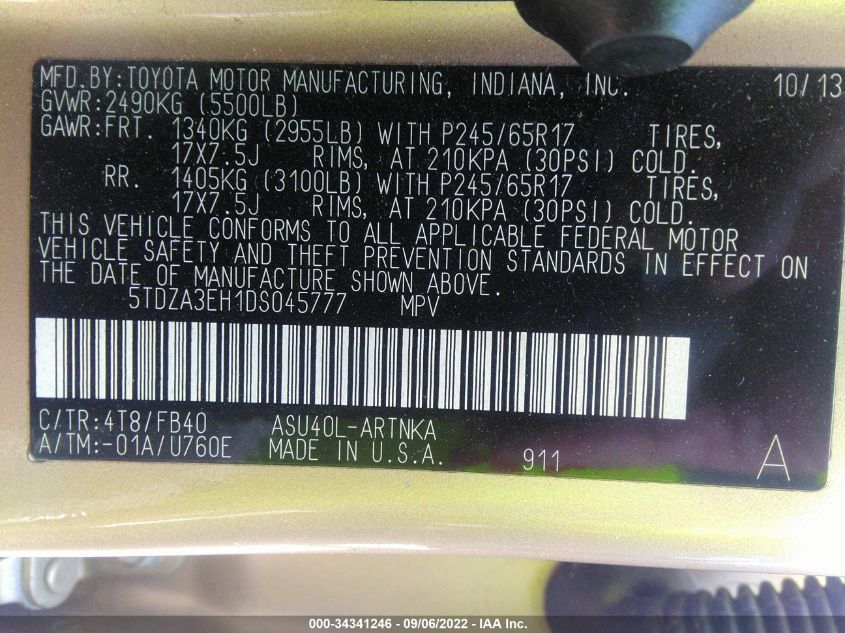 MFD.BY:TOYOTA MOTOR MANUFACTURING, INDIANA, INC. 10/13
GVWR:2490KG (5500LB)
GAWR:FRT. 1340KG (2955LB) WITH P245/65R17 TIRES,
17X7.5J RIMS, AT 210KPA (30PSI) COLD.
RR. 1405KG (3100LB) WITH P245/65R17 TIRES,
17X7.5J RIMS, AT 210KPA (30PSI) COLD.
THIS VEHICLE CONFORMS TO ALL APPLICABLE FEDERAL MOTOR
VEHICLE SAFETY AND THEFT PREVENTION STANDARDS IN EFFECT ON
THE DATE OF MANUFACTURE SHOWN ABOVE.
5TDZA3EH1DS045777 MPV
C/TR:4T8/FB40 ASU40L-ARTNKA
A/TM:-01A/U760E MADE IN U.S.A. 911 A
000-34341246 - 09/06/2022 - IAA Inc.